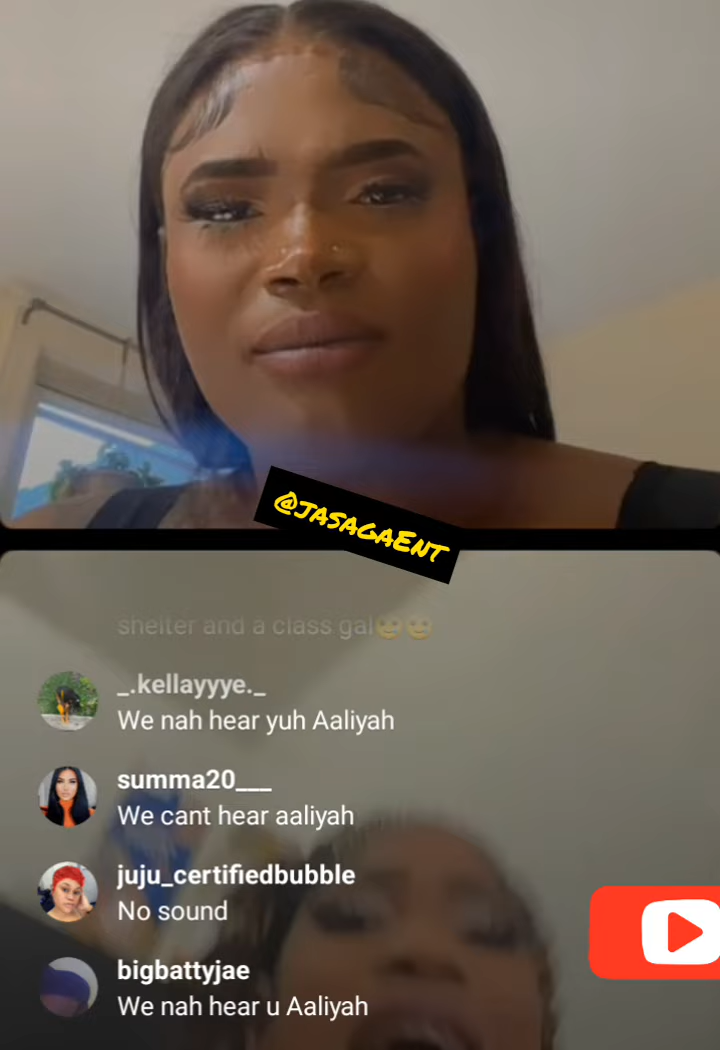 @JASAGAENT
shelter and a class gal😀😀
_.kellayyye._
We nah hear yuh Aaliyah
summa20___
We cant hear aaliyah
juju_certifiedbubble
No sound
bigbattyjae
We nah hear u Aaliyah